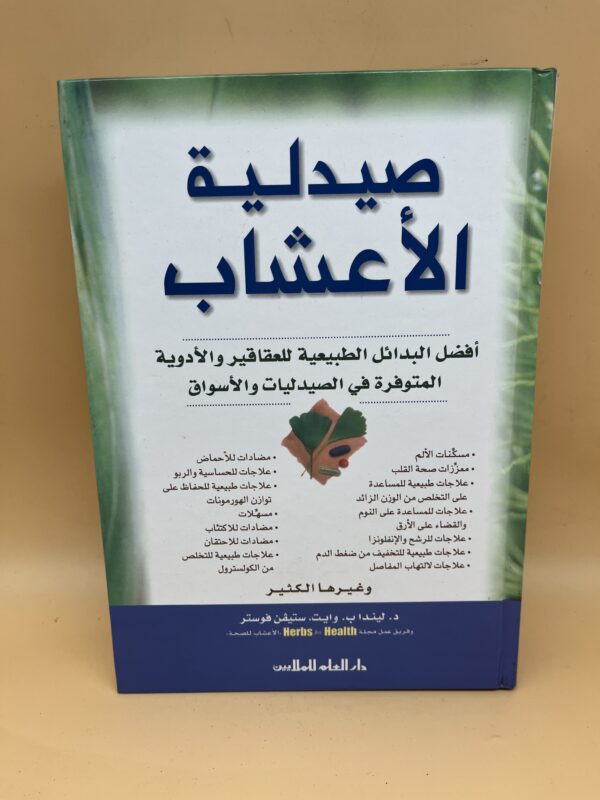 صيدلية
الأعشاب
أفضل البدائل الطبيعية للعقاقير والأدوية
المتوفرة في الصيدليات والأسواق
• مسكّنات الألم
• معزّزات صحة القلب
• علاجات طبيعية للمساعدة
على التخلص من الوزن الزائد
• علاجات للمساعدة على النوم
والقضاء على الأرق
• علاجات للرشح والإنفلونزا
• علاجات طبيعية للتخفيف من ضغط الدم
• علاجات لالتهاب المفاصل
• مضادات للأحماض
• علاجات للحساسية والربو
• علاجات طبيعية للحفاظ على
توازن الهورمونات
• مسهّلات
• مضادات للاكتئاب
• مضادات للاحتقان
• علاجات طبيعية للتخلص
من الكولسترول
وغيرها الكثير
د. ليندا ب. وايت، ستيڤن فوستر
وفريق عمل مجلة Herbs for Health «الأعشاب للصحة»
دار العلم للملايين